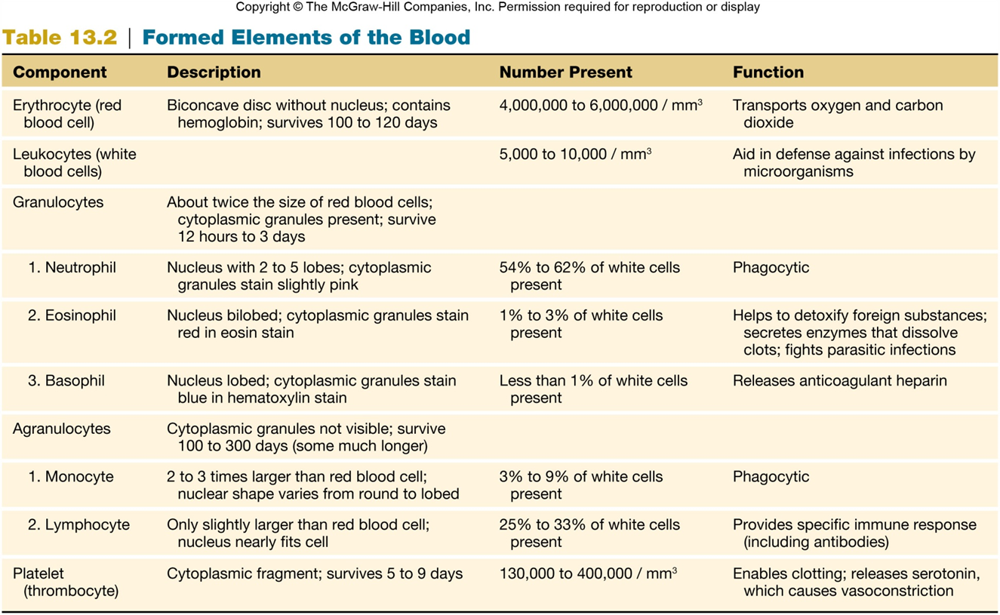 Copyright © The McGraw-Hill Companies, Inc. Permission required for reproduction or display
Table 13.2 | Formed Elements of the Blood
Component Description Number Present Function
Erythrocyte (red Biconcave disc without nucleus; contains 4,000,000 to 6,000,000 / mm³ Transports oxygen and carbon
blood cell) hemoglobin; survives 100 to 120 days dioxide
Leukocytes (white 5,000 to 10,000 / mm³ Aid in defense against infections by
blood cells) microorganisms
Granulocytes About twice the size of red blood cells;
cytoplasmic granules present; survive
12 hours to 3 days
1. Neutrophil Nucleus with 2 to 5 lobes; cytoplasmic 54% to 62% of white cells Phagocytic
granules stain slightly pink present
2. Eosinophil Nucleus bilobed; cytoplasmic granules stain 1% to 3% of white cells Helps to detoxify foreign substances;
red in eosin stain present secretes enzymes that dissolve
clots; fights parasitic infections
3. Basophil Nucleus lobed; cytoplasmic granules stain Less than 1% of white cells Releases anticoagulant heparin
blue in hematoxylin stain present
Agranulocytes Cytoplasmic granules not visible; survive
100 to 300 days (some much longer)
1. Monocyte 2 to 3 times larger than red blood cell; 3% to 9% of white cells Phagocytic
nuclear shape varies from round to lobed present
2. Lymphocyte Only slightly larger than red blood cell; 25% to 33% of white cells Provides specific immune response
nucleus nearly fits cell present (including antibodies)
Platelet Cytoplasmic fragment; survives 5 to 9 days 130,000 to 400,000 / mm³ Enables clotting; releases serotonin,
(thrombocyte) which causes vasoconstriction